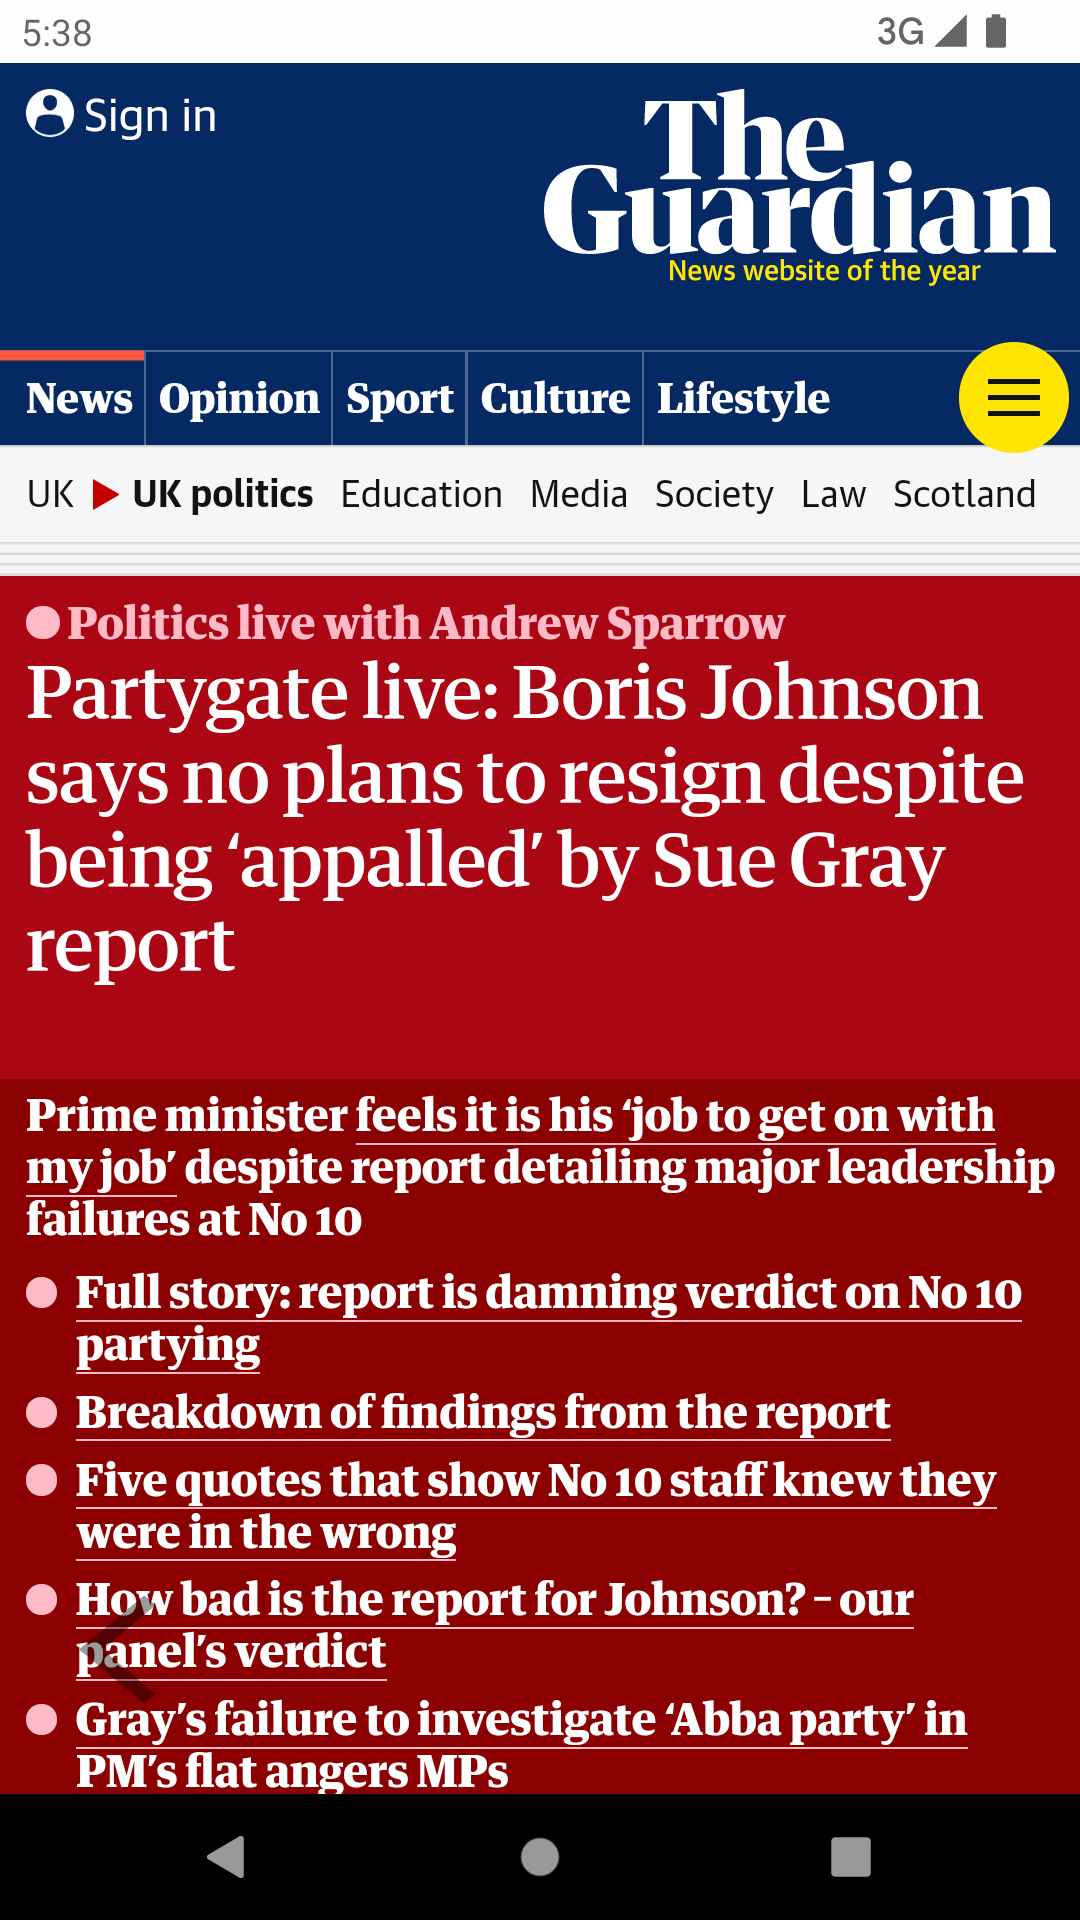 5:38
3G
Sign in
The
Guardian
News website of the year
News Opinion Sport Culture Lifestyle
UK UK politics Education Media Society Law Scotland
Politics live with Andrew Sparrow
Partygate live: Boris Johnson
says no plans to resign despite
being ‘appalled’ by Sue Gray
report
Prime minister feels it is his ‘job to get on with
my job’ despite report detailing major leadership
failures at No 10
Full story: report is damning verdict on No 10
partying
Breakdown of findings from the report
Five quotes that show No 10 staff knew they
were in the wrong
How bad is the report for Johnson? – our
panel’s verdict
Gray’s failure to investigate ‘Abba party’ in
PM’s flat angers MPs